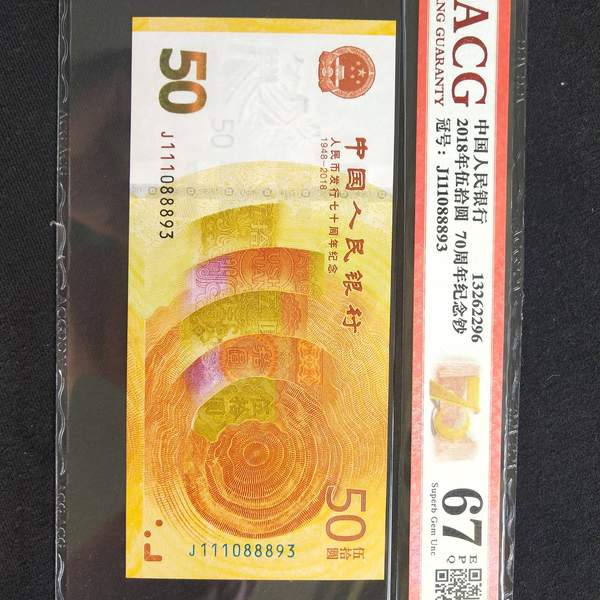 50
J111088893
中国人民银行
人民币发行七十周年纪念
1948-2018
50
伍拾圆
J111088893
ACG
NG GUARANTY
中国人民银行 13262296
2018年伍拾圆 70周年纪念钞
冠号: J111088893
67
EPQ
Superb Gem Unc